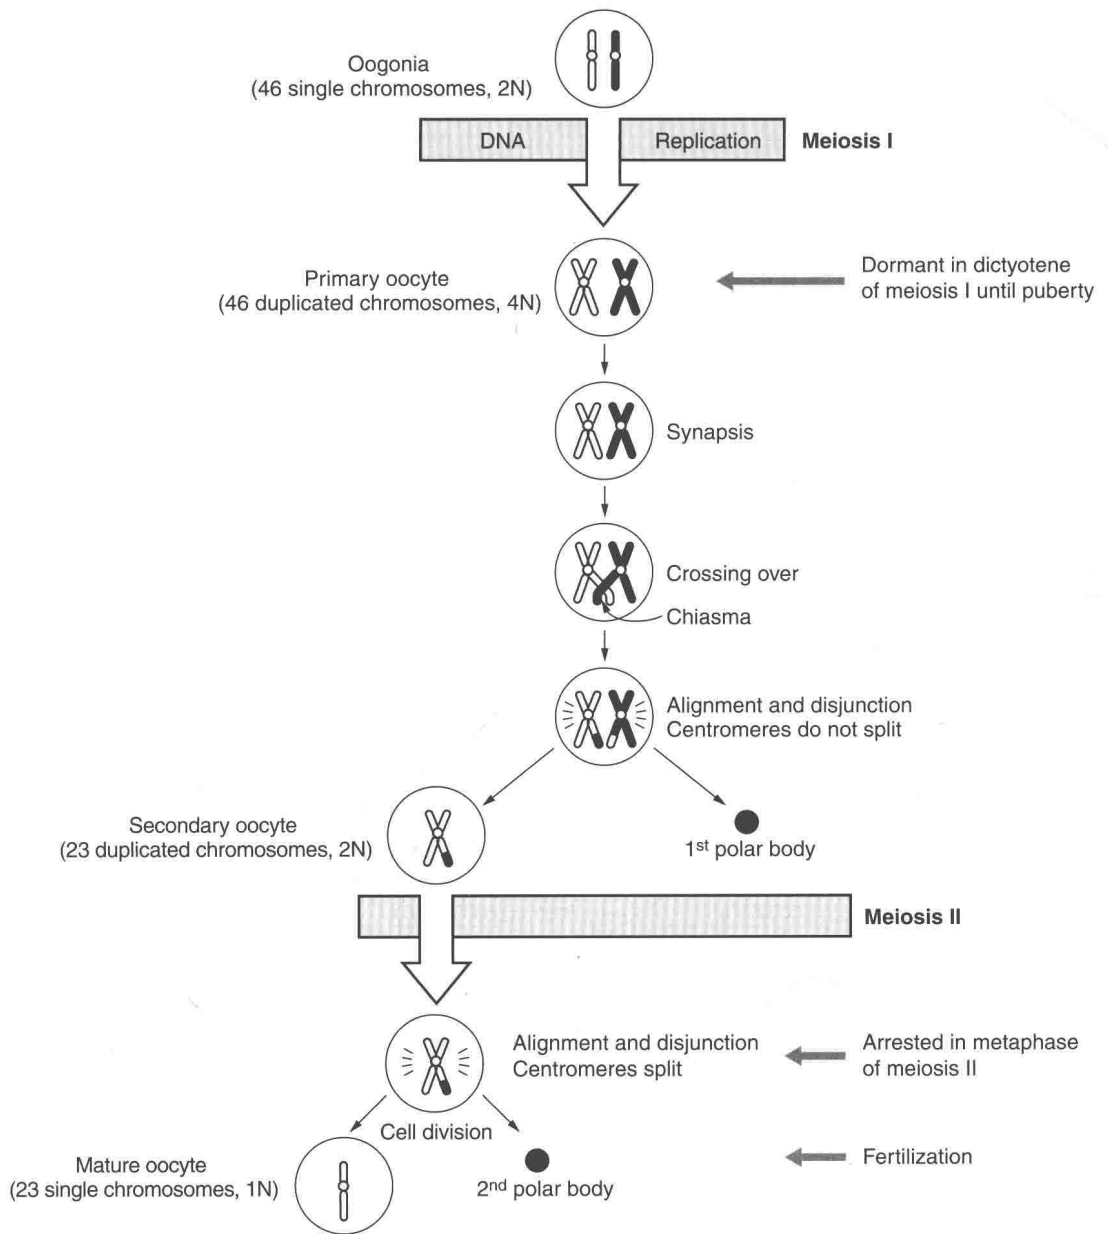 Oogonia
(46 single chromosomes, 2N)
DNA
Replication
Meiosis I
Primary oocyte
(46 duplicated chromosomes, 4N)
Dormant in dictyotene
of meiosis I until puberty
Synapsis
Crossing over
Chiasma
Alignment and disjunction
Centromeres do not split
Secondary oocyte
(23 duplicated chromosomes, 2N)
1st polar body
Meiosis II
Alignment and disjunction
Centromeres split
Arrested in metaphase
of meiosis II
Cell division
Mature oocyte
(23 single chromosomes, 1N)
2nd polar body
Fertilization